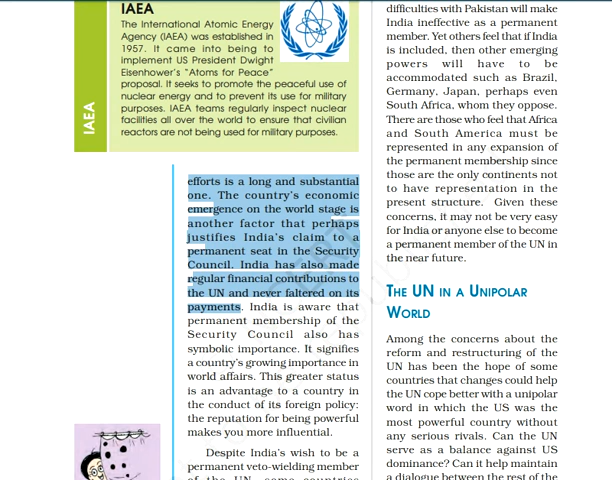 IAEA
The International Atomic Energy
Agency (IAEA) was established in
1957. It came into being to
implement US President Dwight
Eisenhower's “Atoms for Peace”
proposal. It seeks to promote the peaceful use of
nuclear energy and to prevent its use for military
purposes. IAEA teams regularly inspect nuclear
facilities all over the world to ensure that civilian
reactors are not being used for military purposes.
IAEA
efforts is a long and substantial
one. The country's economic
emergence on the world stage is
another factor that perhaps
justifies India's claim to a
permanent seat in the Security
Council. India has also made
regular financial contributions to
the UN and never faltered on its
payments. India is aware that
permanent membership of the
Security Council also has
symbolic importance. It signifies
a country's growing importance in
world affairs. This greater status
is an advantage to a country in
the conduct of its foreign policy:
the reputation for being powerful
makes you more influential.
Despite India's wish to be a
permanent veto-wielding member
of the UN, some countries
difficulties with Pakistan will make
India ineffective as a permanent
member. Yet others feel that if India
is included, then other emerging
powers will have to be
accommodated such as Brazil,
Germany, Japan, perhaps even
South Africa, whom they oppose.
There are those who feel that Africa
and South America must be
represented in any expansion of
the permanent membership since
those are the only continents not
to have representation in the
present structure. Given these
concerns, it may not be very easy
for India or anyone else to become
a permanent member of the UN in
the near future.
THE UN IN A UNIPOLAR
WORLD
Among the concerns about the
reform and restructuring of the
UN has been the hope of some
countries that changes could help
the UN cope better with a unipolar
word in which the US was the
most powerful country without
any serious rivals. Can the UN
serve as a balance against US
dominance? Can it help maintain
a dialogue between the rest of the